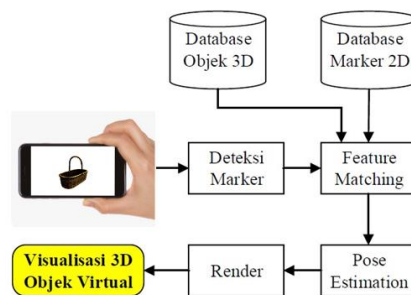 Database
Objek 3D
Database
Marker 2D
Deteksi
Marker
Feature
Matching
Visualisasi 3D
Objek Virtual
Render
Pose
Estimation